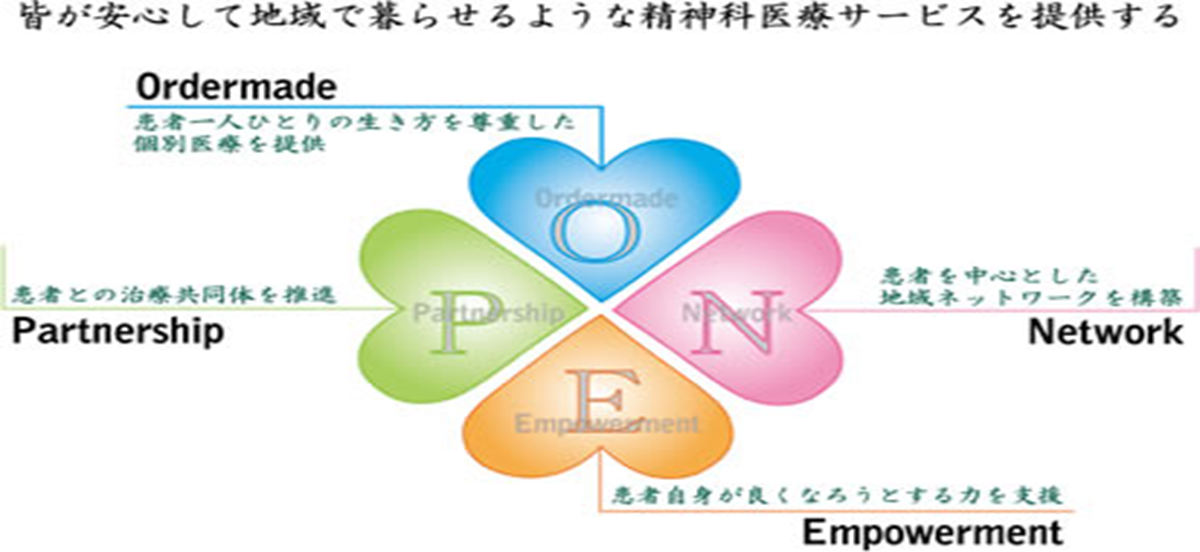 皆が安心して地域で暮らせるような精神科医療サービスを提供する
Ordermade
患者一人ひとりの生き方を尊重した
個別医療を提供
Ordermade
O
患者との治療共同体を推進
Partnership
Partnership
P
Network
N
患者を中心とした
地域ネットワークを構築
Network
E
Empowerment
患者自身が良くなろうとする力を支援
Empowerment